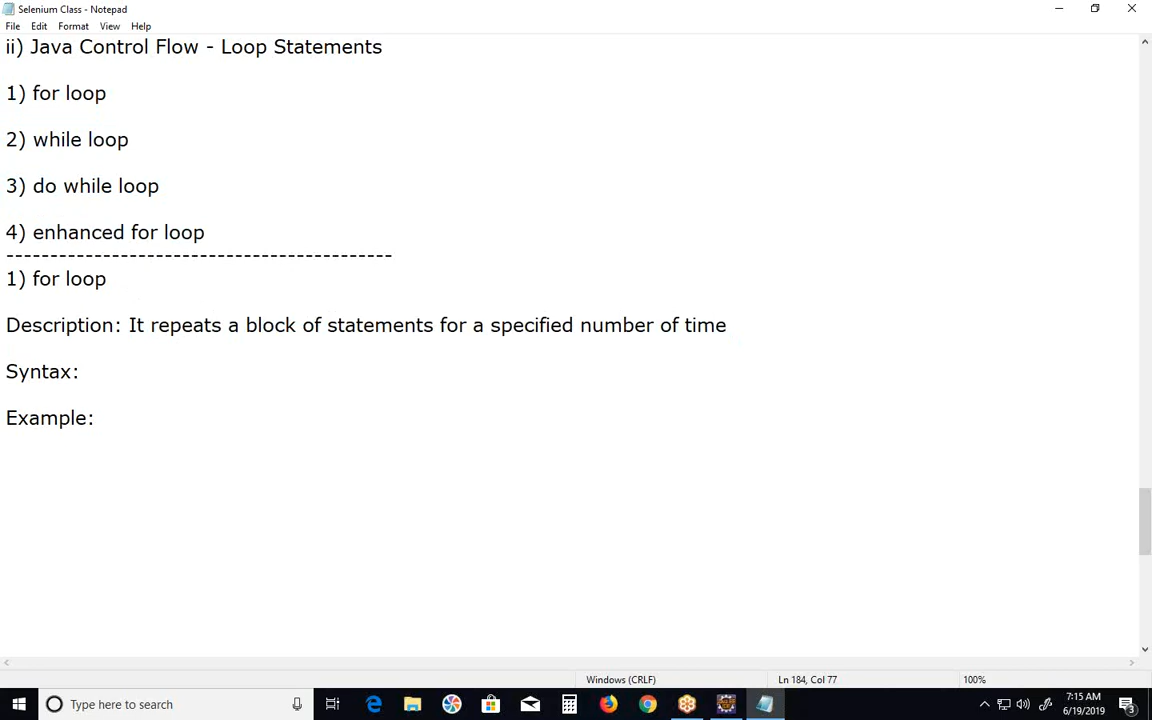 Selenium Class - Notepad
File Edit Format View Help
ii) Java Control Flow - Loop Statements
1) for loop
2) while loop
3) do while loop
4) enhanced for loop
--------------------------------------------
1) for loop
Description: It repeats a block of statements for a specified number of time
Syntax:
Example:
Windows (CRLF) Ln 184, Col 77 100%
Type here to search
7:15 AM
6/19/2019
3